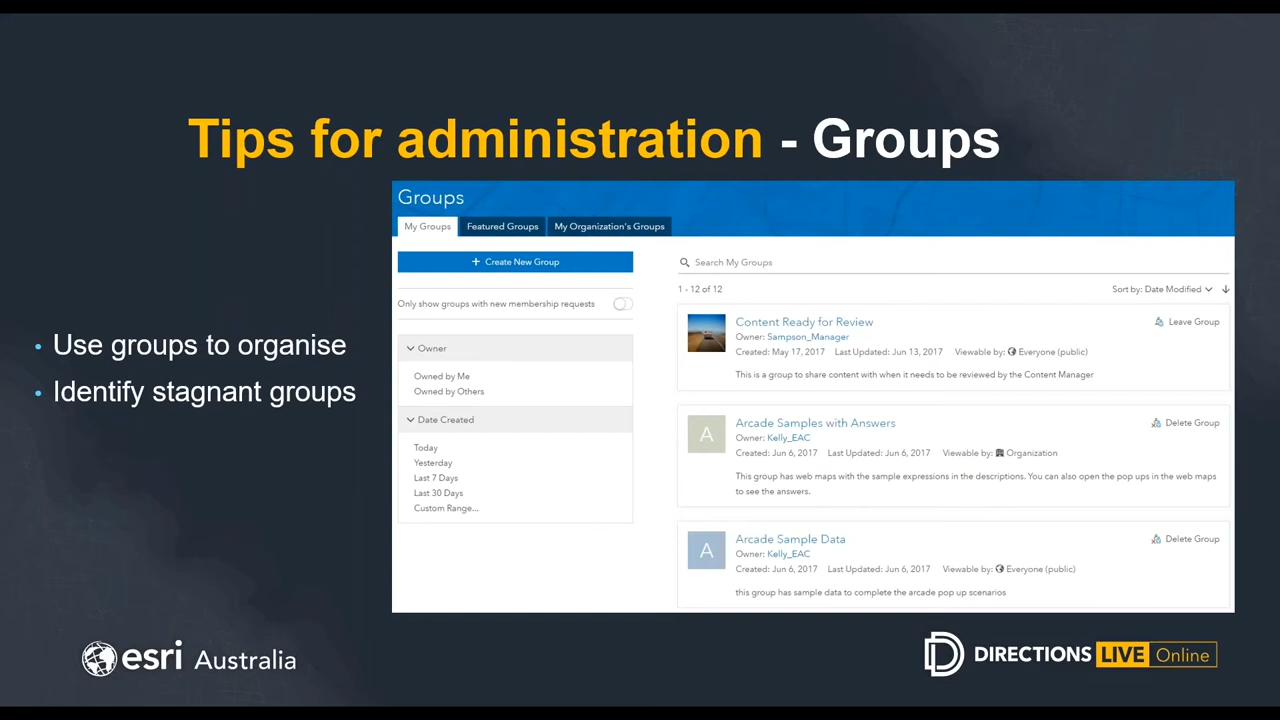 Tips for administration - Groups
Groups
My Groups
Featured Groups
My Organization's Groups
+ Create New Group
Search My Groups
Only show groups with new membership requests
1 - 12 of 12
Sort by: Date Modified
Owner
Owned by Me
Owned by Others
Date Created
Today
Yesterday
Last 7 Days
Last 30 Days
Custom Range...
Content Ready for Review
Leave Group
Owner: Sampson_Manager
Created: May 17, 2017 Last Updated: Jun 13, 2017 Viewable by: Everyone (public)
This is a group to share content with when it needs to be reviewed by the Content Manager
A
Arcade Samples with Answers
Delete Group
Owner: Kelly_EAC
Created: Jun 6, 2017 Last Updated: Jun 6, 2017 Viewable by: Organization
This group has web maps with the sample expressions in the descriptions. You can also open the pop ups in the web maps
to see the answers.
A
Arcade Sample Data
Delete Group
Owner: Kelly_EAC
Created: Jun 6, 2017 Last Updated: Jun 6, 2017 Viewable by: Everyone (public)
this group has sample data to complete the arcade pop up scenarios
• Use groups to organise
• Identify stagnant groups
esri Australia
DIRECTIONS LIVE Online